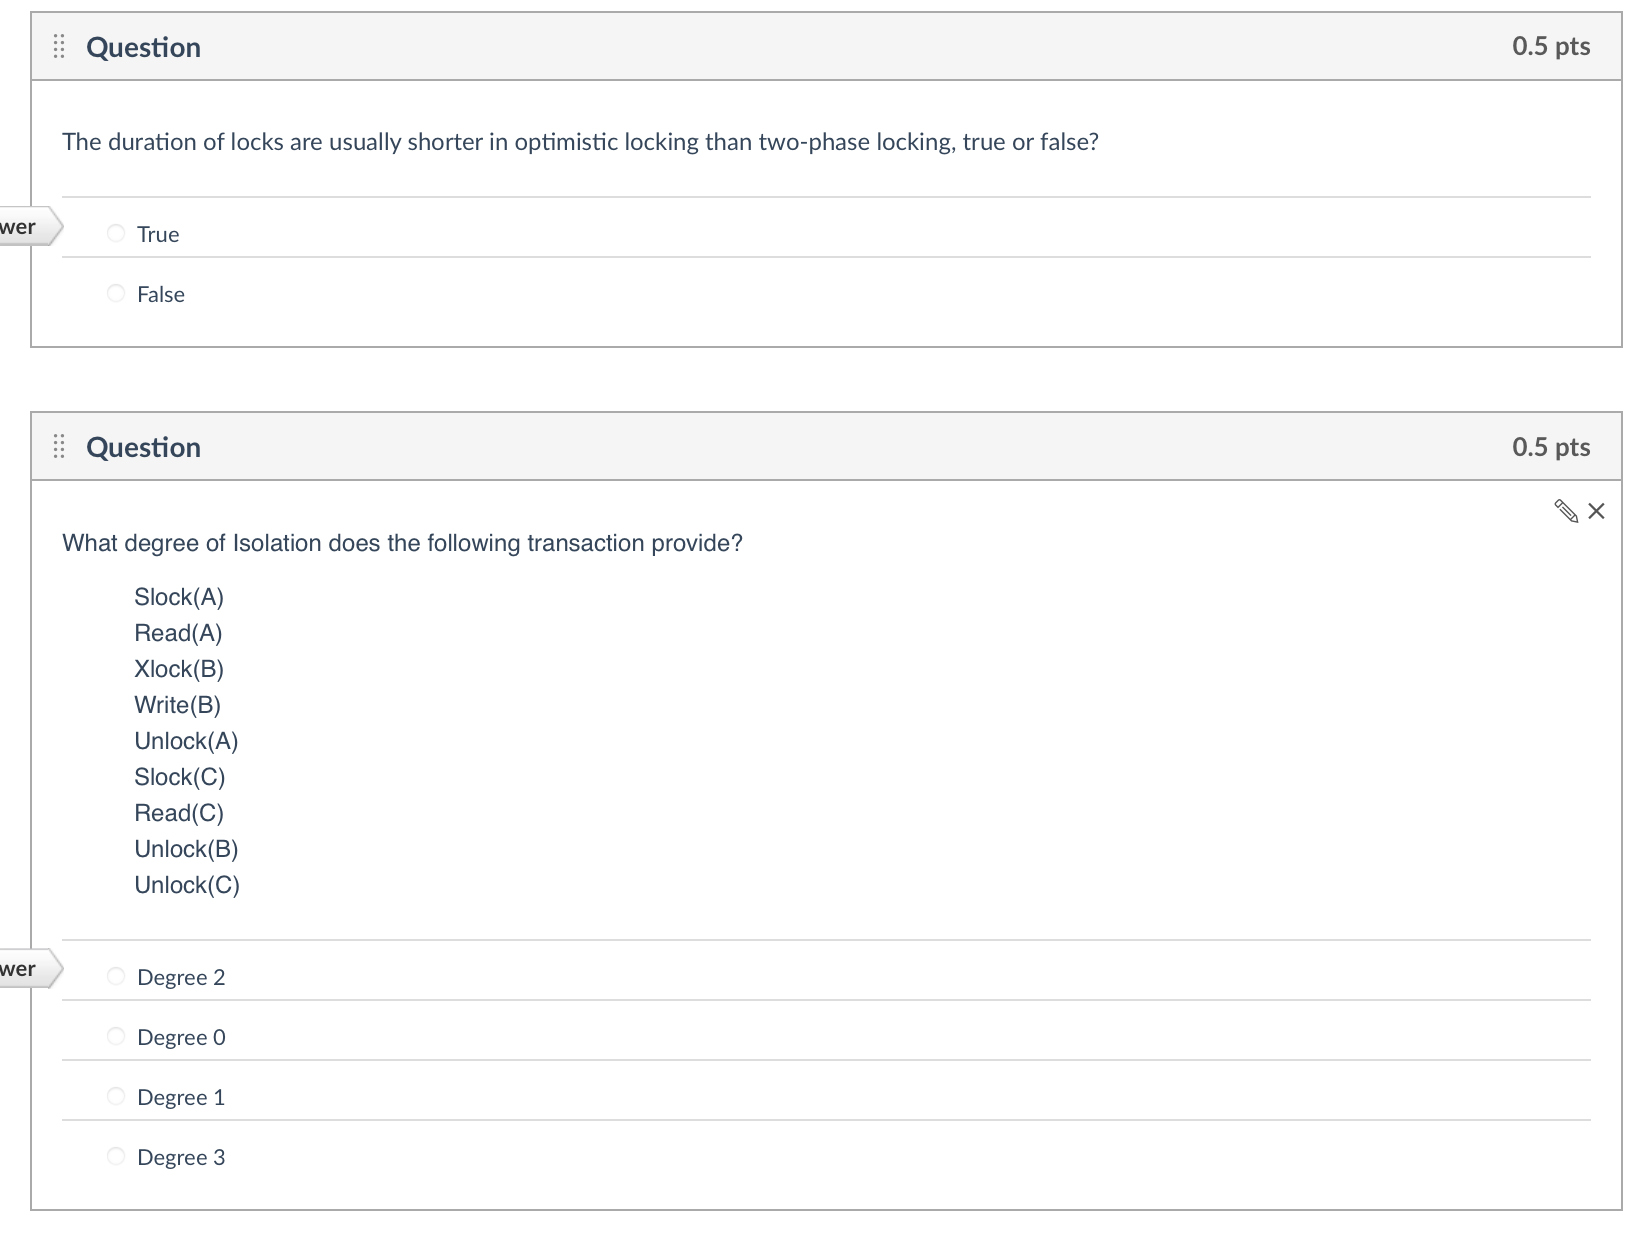 Question
0.5 pts
The duration of locks are usually shorter in optimistic locking than two-phase locking, true or false?
wer
True
False
Question
0.5 pts
What degree of Isolation does the following transaction provide?
Slock(A)
Read(A)
Xlock(B)
Write(B)
Unlock(A)
Slock(C)
Read(C)
Unlock(B)
Unlock(C)
wer
Degree 2
Degree 0
Degree 1
Degree 3